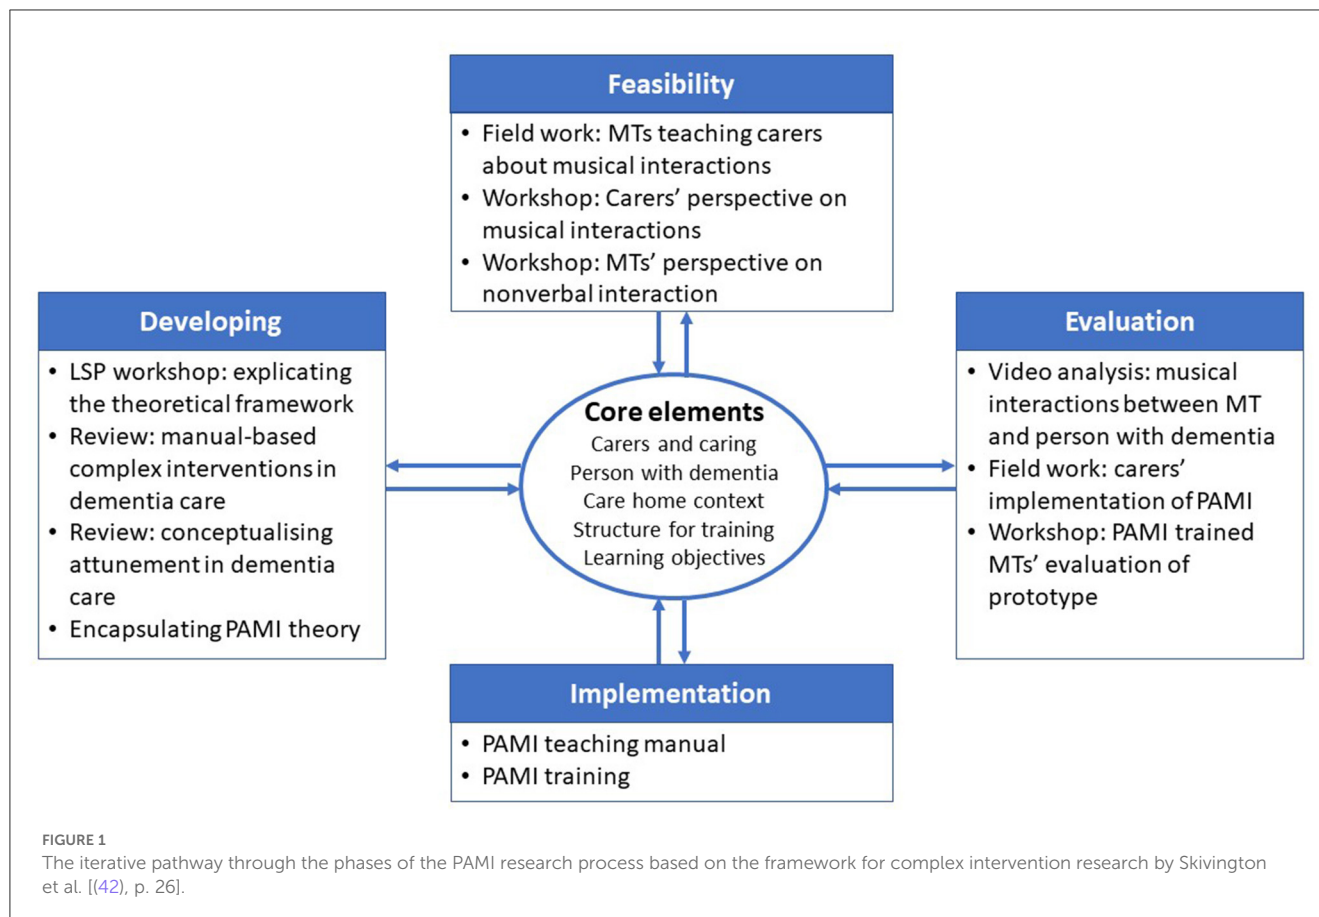 Feasibility
• Field work: MTs teaching carers
about musical interactions
• Workshop: Carers’ perspective on
musical interactions
• Workshop: MTs’ perspective on
nonverbal interaction
Developing
• LSP workshop: explicating
the theoretical framework
• Review: manual-based
complex interventions in
dementia care
• Review: conceptualising
attunement in dementia
care
• Encapsulating PAMI theory
Core elements
Carers and caring
Person with dementia
Care home context
Structure for training
Learning objectives
Evaluation
• Video analysis: musical
interactions between MT
and person with dementia
• Field work: carers’
implementation of PAMI
• Workshop: PAMI trained
MTs’ evaluation of
prototype
Implementation
• PAMI teaching manual
• PAMI training
FIGURE 1
The iterative pathway through the phases of the PAMI research process based on the framework for complex intervention research by Skivington
et al. [(42), p. 26].